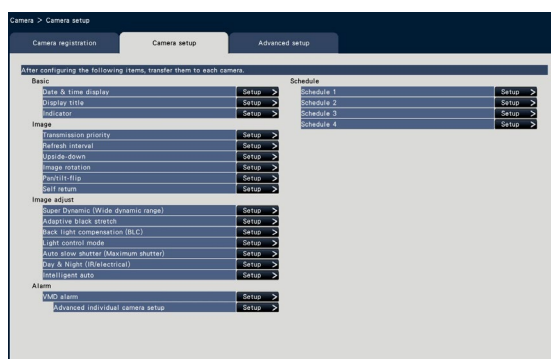 Camera > Camera setup
Camera registration
Camera setup
Advanced setup
After configuring the following items, transfer them to each camera.
Basic
Date & time display Setup >
Display title Setup >
Indicator Setup >
Image
Transmission priority Setup >
Refresh interval Setup >
Upside-down Setup >
Image rotation Setup >
Pan/tilt-flip Setup >
Self return Setup >
Image adjust
Super Dynamic (Wide dynamic range) Setup >
Adaptive black stretch Setup >
Back light compensation (BLC) Setup >
Light control mode Setup >
Auto slow shutter (Maximum shutter) Setup >
Day & Night (IR/electrical) Setup >
Intelligent auto Setup >
Alarm
VMD alarm Setup >
Advanced individual camera setup Setup >
Schedule
Schedule 1 Setup >
Schedule 2 Setup >
Schedule 3 Setup >
Schedule 4 Setup >